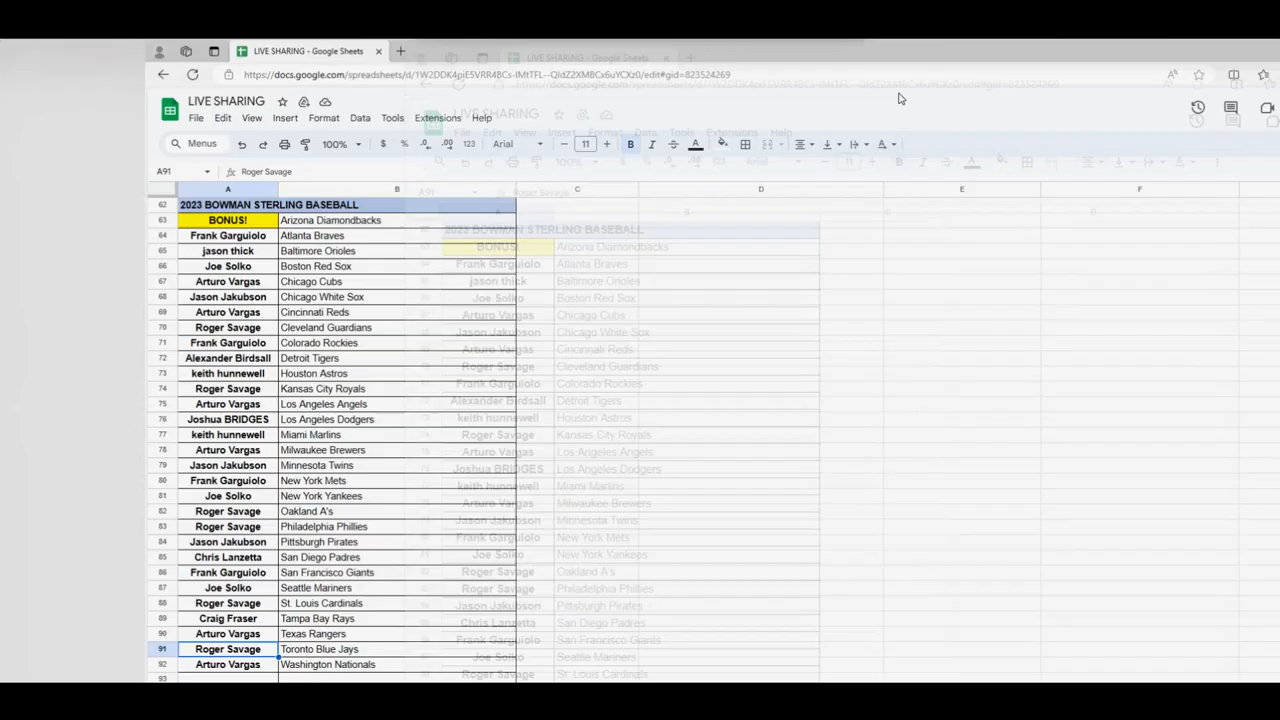 LIVE SHARING - Google Sheets
https://docs.google.com/spreadsheets/d/1W2DDK4piE5VRR4BCs-IMtTFL--QIdZ2XMBCx6uYCXz0/edit#gid=823524269
LIVE SHARING
File Edit View Insert Format Data Tools Extensions Help
Menus 100% $ % .0 .00 123 Arial 11 B I S A
A91 fx Roger Savage
A B C D E F
62 2023 BOWMAN STERLING BASEBALL
63 BONUS! Arizona Diamondbacks
64 Frank Garguiolo Atlanta Braves
65 jason thick Baltimore Orioles
66 Joe Solko Boston Red Sox
67 Arturo Vargas Chicago Cubs
68 Jason Jakubson Chicago White Sox
69 Arturo Vargas Cincinnati Reds
70 Roger Savage Cleveland Guardians
71 Frank Garguiolo Colorado Rockies
72 Alexander Birdsall Detroit Tigers
73 keith hunnewell Houston Astros
74 Roger Savage Kansas City Royals
75 Arturo Vargas Los Angeles Angels
76 Joshua BRIDGES Los Angeles Dodgers
77 keith hunnewell Miami Marlins
78 Arturo Vargas Milwaukee Brewers
79 Jason Jakubson Minnesota Twins
80 Frank Garguiolo New York Mets
81 Joe Solko New York Yankees
82 Roger Savage Oakland A's
83 Roger Savage Philadelphia Phillies
84 Jason Jakubson Pittsburgh Pirates
85 Chris Lanzetta San Diego Padres
86 Frank Garguiolo San Francisco Giants
87 Joe Solko Seattle Mariners
88 Roger Savage St. Louis Cardinals
89 Craig Fraser Tampa Bay Rays
90 Arturo Vargas Texas Rangers
91 Roger Savage Toronto Blue Jays
92 Arturo Vargas Washington Nationals
93